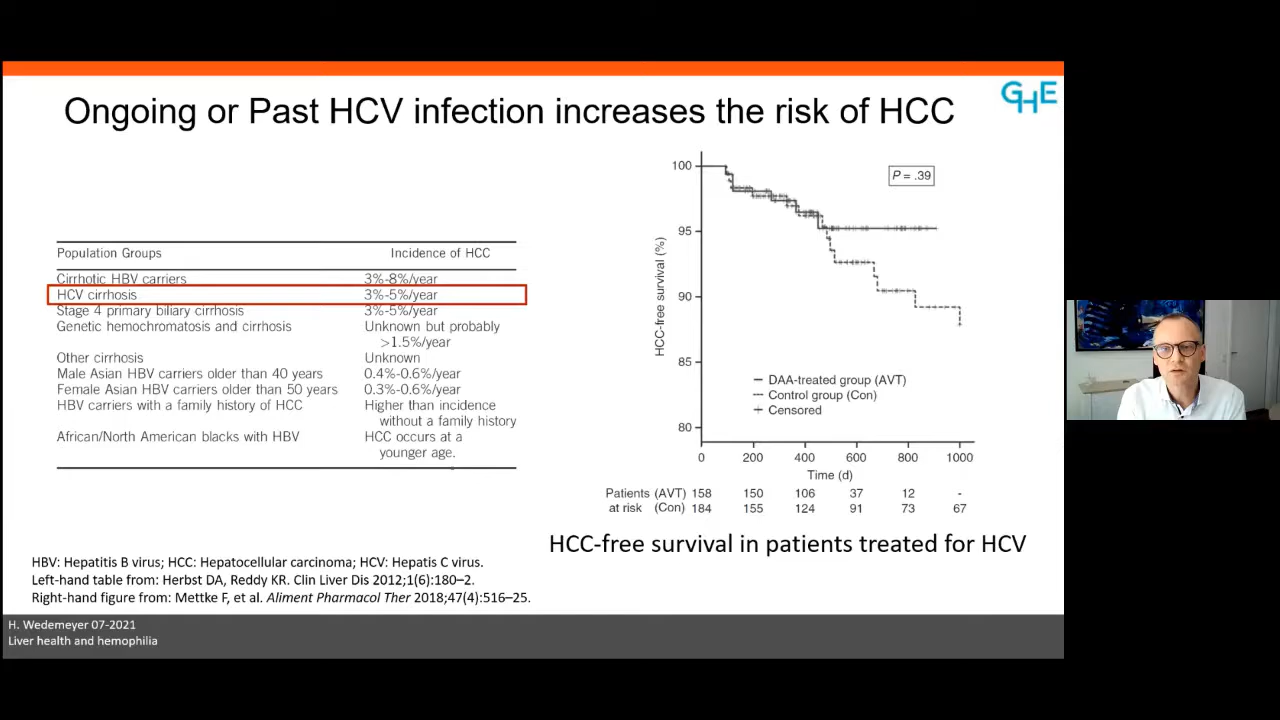 Ongoing or Past HCV infection increases the risk of HCC
GHE
Population Groups Incidence of HCC
Cirrhotic HBV carriers 3%-8%/year
HCV cirrhosis 3%-5%/year
Stage 4 primary biliary cirrhosis 3%-5%/year
Genetic hemochromatosis and cirrhosis Unknown but probably
>1.5%/year
Other cirrhosis Unknown
Male Asian HBV carriers older than 40 years 0.4%-0.6%/year
Female Asian HBV carriers older than 50 years 0.3%-0.6%/year
HBV carriers with a family history of HCC Higher than incidence
without a family history
African/North American blacks with HBV HCC occurs at a
younger age.
HCC-free survival (%)
100
95
90
85
80
P = .39
DAA-treated group (AVT)
Control group (Con)
Censored
0 200 400 600 800 1000
Time (d)
Patients (AVT) 158 150 106 37 12 -
at risk (Con) 184 155 124 91 73 67
HCC-free survival in patients treated for HCV
HBV: Hepatitis B virus; HCC: Hepatocellular carcinoma; HCV: Hepatis C virus.
Left-hand table from: Herbst DA, Reddy KR. Clin Liver Dis 2012;1(6):180–2.
Right-hand figure from: Mettke F, et al. Aliment Pharmacol Ther 2018;47(4):516–25.
H. Wedemeyer 07-2021
Liver health and hemophilia